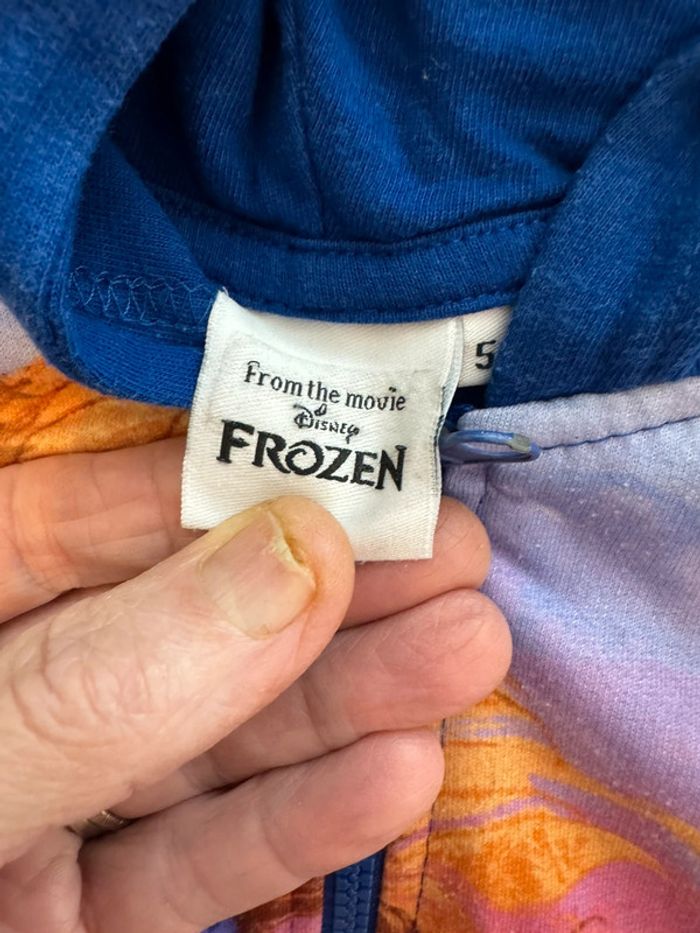 From the movie
Disney
FROZEN
5